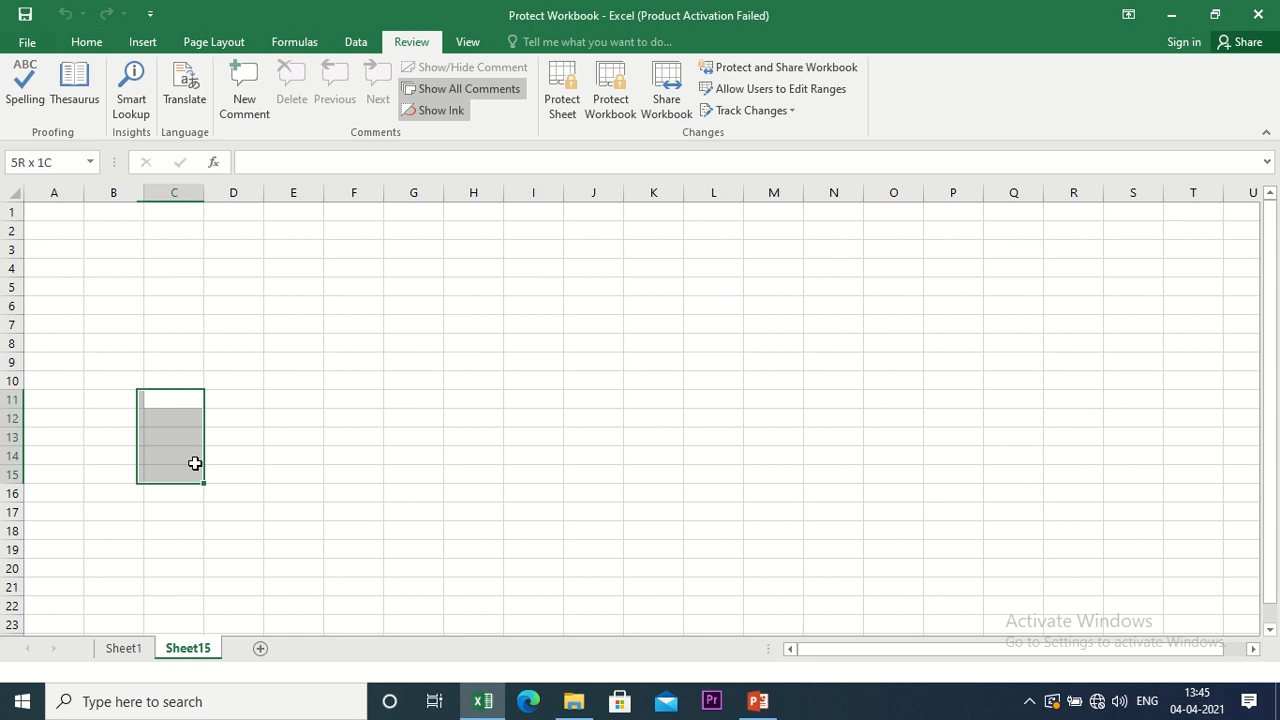 Protect Workbook - Excel (Product Activation Failed)
File Home Insert Page Layout Formulas Data Review View Tell me what you want to do... Sign in Share
ABC
Spelling Thesaurus
Proofing
Smart Lookup
Insights
Translate
Language
New Comment
Delete Previous Next
Show/Hide Comment
Show All Comments
Show Ink
Comments
Protect Sheet
Protect Workbook
Share Workbook
Protect and Share Workbook
Allow Users to Edit Ranges
Track Changes
Changes
5R x 1C fx
A B C D E F G H I J K L M N O P Q R S T U
1
2
3
4
5
6
7
8
9
10
11
12
13
14
15
16
17
18
19
20
21
22
23
Activate Windows
Go to Settings to activate Windows.
Sheet1 Sheet15
Type here to search
Pr
ENG
13:45
04-04-2021